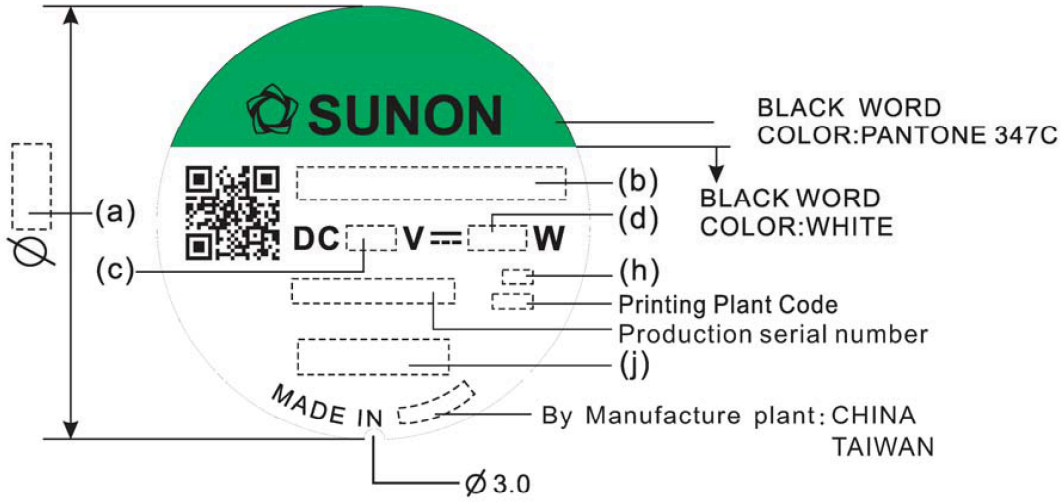 SUNON
BLACK WORD
COLOR:PANTONE 347C
(b)
BLACK WORD
COLOR:WHITE
(a)
Ø
(d)
DC V W
(c)
(h)
Printing Plant Code
Production serial number
(j)
MADE IN
By Manufacture plant: CHINA
TAIWAN
Ø 3.0